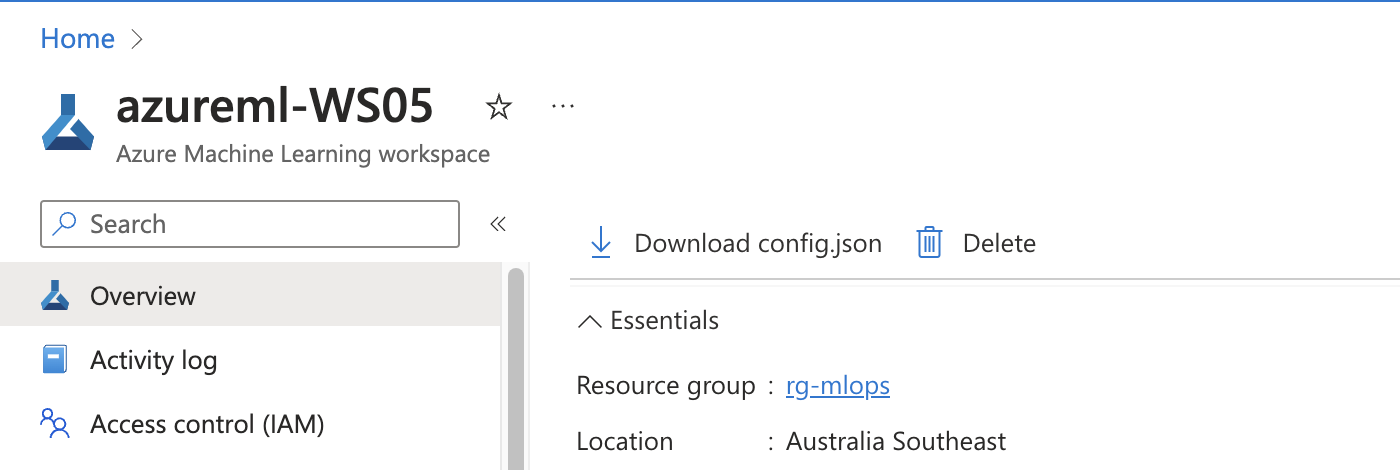 Home >
azureml-WS05 ☆ ...
Azure Machine Learning workspace
Search «
Download config.json Delete
Overview
Essentials
Activity log
Resource group : rg-mlops
Access control (IAM)
Location : Australia Southeast